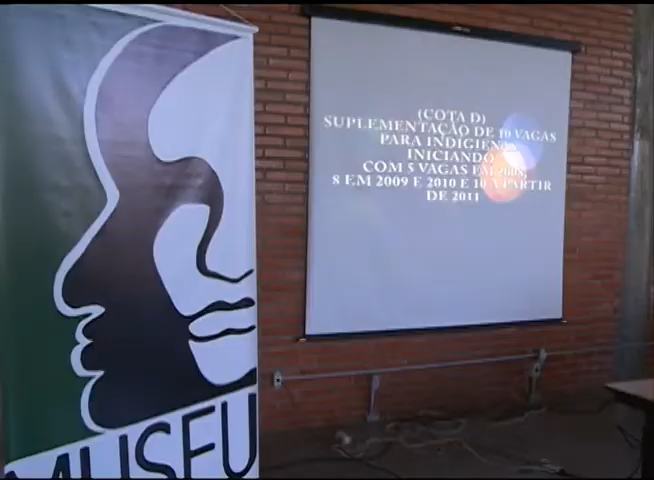 (COTA D)
SUPLEMENTAÇÃO DE 10 VAGAS
PARA INDIGIENAS
INICIANDO
COM 5 VAGAS EM 2008,
8 EM 2009 E 2010 E 10 A PARTIR
DE 2011
MUSEU